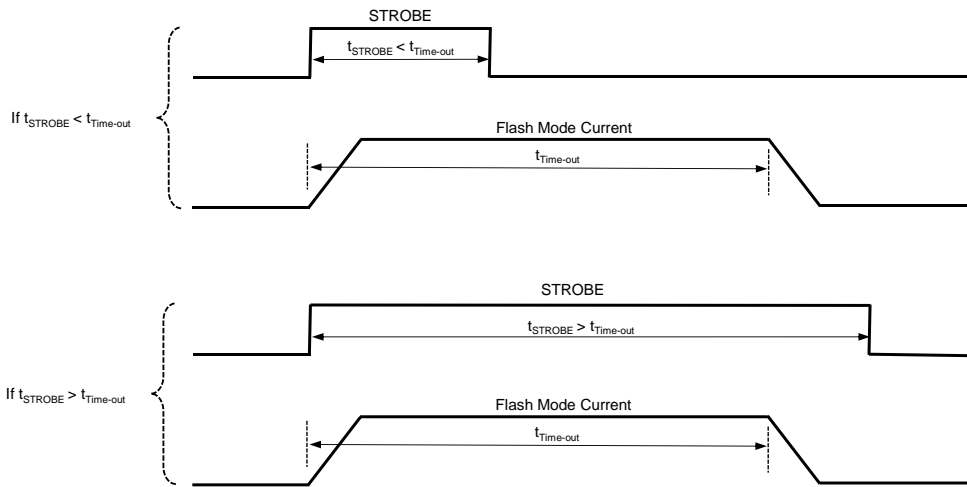 STROBE
tSTROBE < tTime-out
If tSTROBE < tTime-out
Flash Mode Current
tTime-out
STROBE
tSTROBE > tTime-out
If tSTROBE > tTime-out
Flash Mode Current
tTime-out